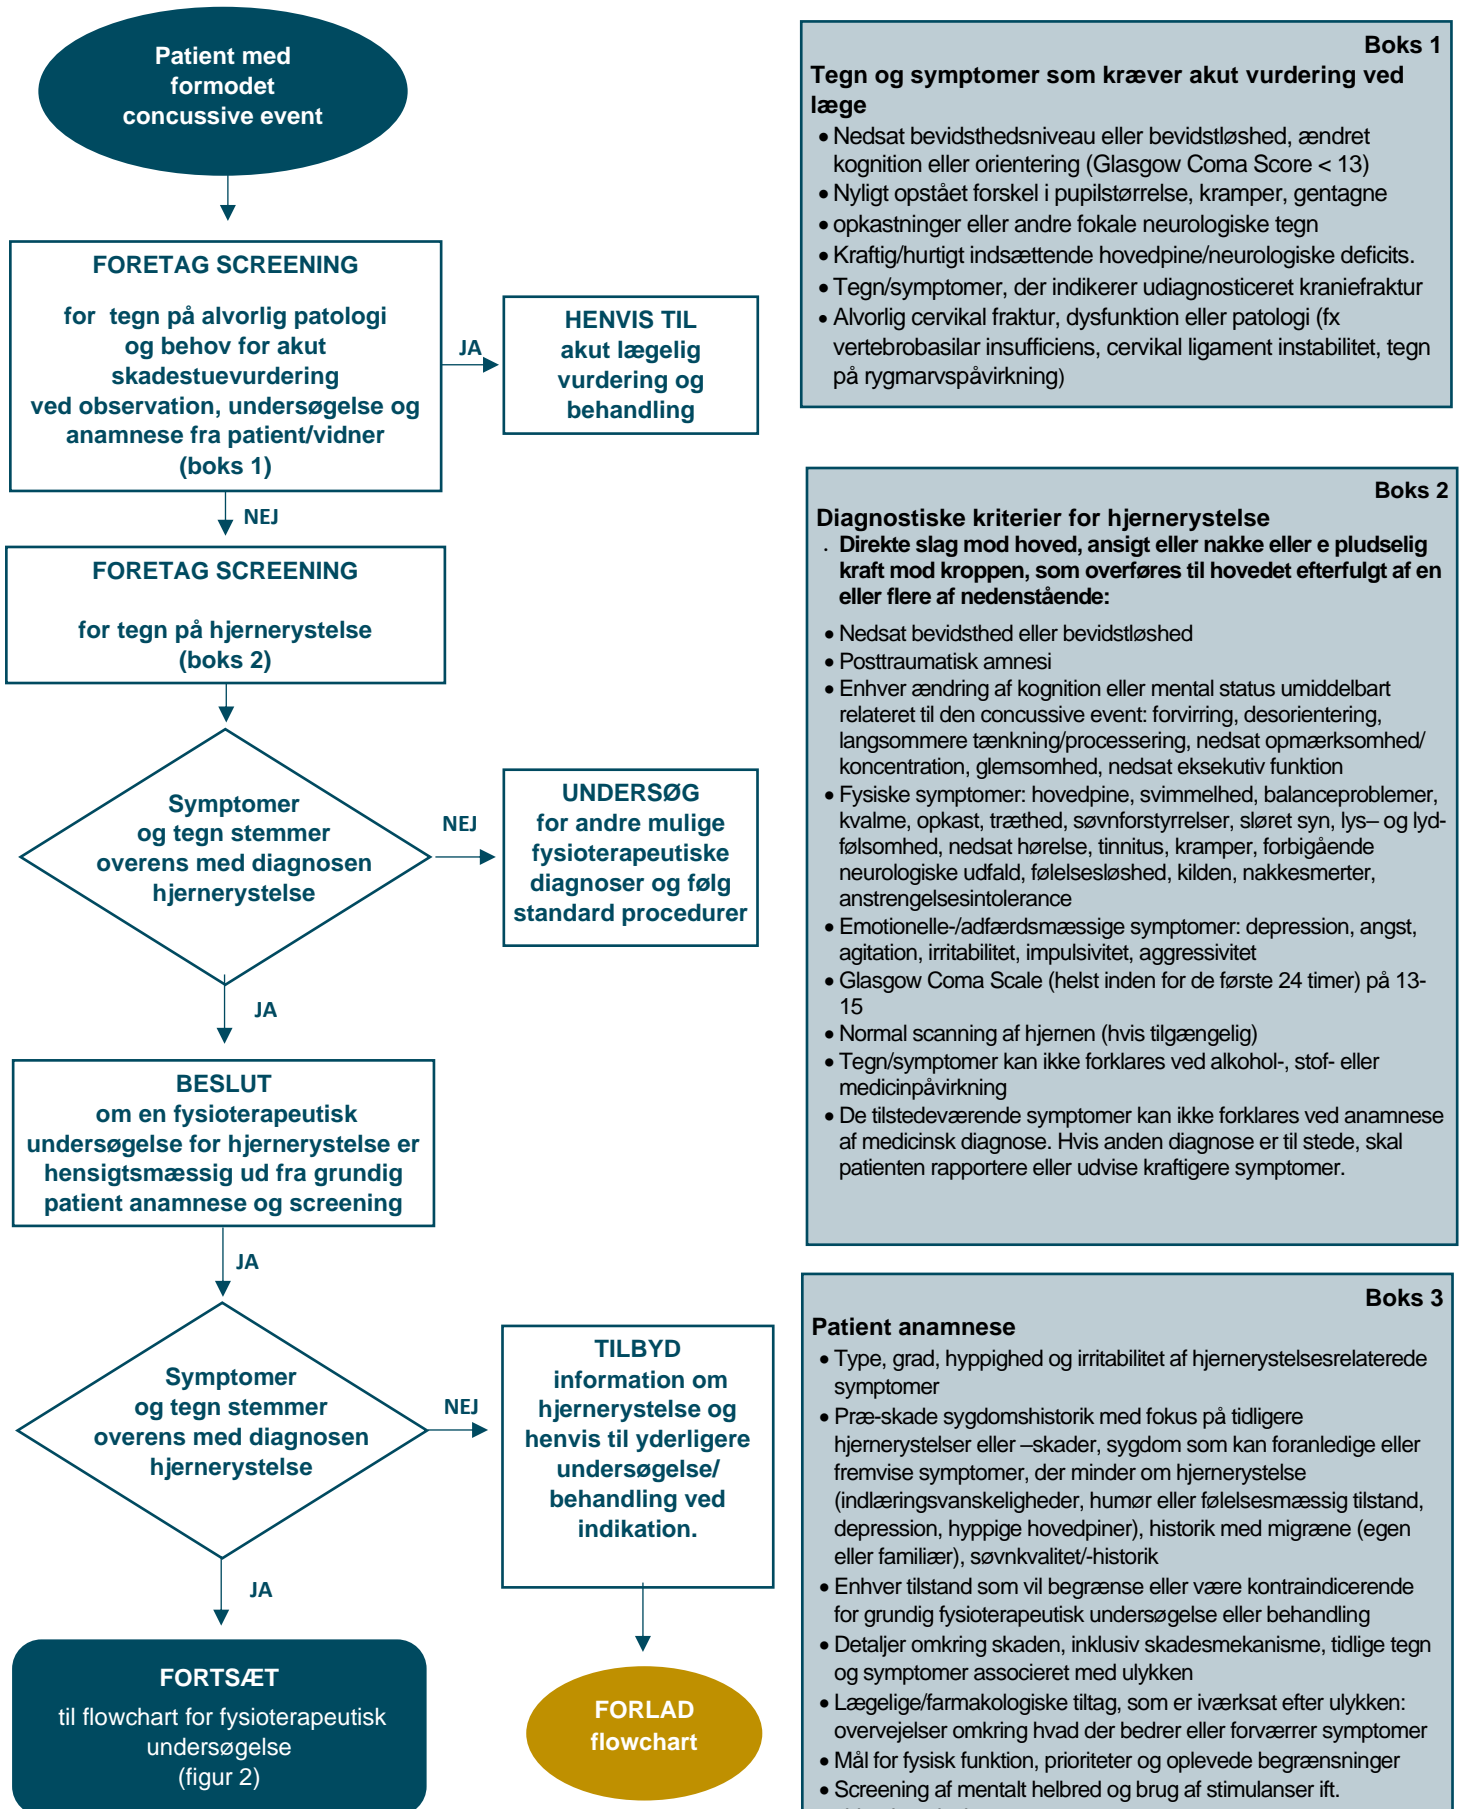 Patient med
formodet
concussive event
FORETAG SCREENING
for tegn på alvorlig patologi
og behov for akut
skadestuevurdering
ved observation, undersøgelse og
anamnese fra patient/vidner
(boks 1)
JA
HENVIS TIL
akut lægelig
vurdering og
behandling
NEJ
FORETAG SCREENING
for tegn på hjernerystelse
(boks 2)
Symptomer
og tegn stemmer
overens med diagnosen
hjernerystelse
NEJ
UNDERSØG
for andre mulige
fysioterapeutiske
diagnoser og følg
standard procedurer
JA
BESLUT
om en fysioterapeutisk
undersøgelse for hjernerystelse er
hensigtsmæssig ud fra grundig
patient anamnese og screening
JA
Symptomer
og tegn stemmer
overens med diagnosen
hjernerystelse
NEJ
TILBYD
information om
hjernerystelse og
henvis til yderligere
undersøgelse/
behandling ved
indikation.
JA
FORTSÆT
til flowchart for fysioterapeutisk
undersøgelse
(figur 2)
FORLAD
flowchart
Boks 1
Tegn og symptomer som kræver akut vurdering ved
læge
• Nedsat bevidsthedsniveau eller bevidstløshed, ændret
kognition eller orientering (Glasgow Coma Score < 13)
• Nyligt opstået forskel i pupilstørrelse, kramper, gentagne
• opkastninger eller andre fokale neurologiske tegn
• Kraftig/hurtigt indsættende hovedpine/neurologiske deficits.
• Tegn/symptomer, der indikerer udiagnosticeret kraniefraktur
• Alvorlig cervikal fraktur, dysfunktion eller patologi (fx
vertebrobasilar insufficiens, cervikal ligament instabilitet, tegn
på rygmarvspåvirkning)
Boks 2
Diagnostiske kriterier for hjernerystelse
. Direkte slag mod hoved, ansigt eller nakke eller e pludselig
kraft mod kroppen, som overføres til hovedet efterfulgt af en
eller flere af nedenstående:
• Nedsat bevidsthed eller bevidstløshed
• Posttraumatisk amnesi
• Enhver ændring af kognition eller mental status umiddelbart
relateret til den concussive event: forvirring, desorientering,
langsommere tænkning/processering, nedsat opmærksomhed/
koncentration, glemsomhed, nedsat eksekutiv funktion
• Fysiske symptomer: hovedpine, svimmelhed, balanceproblemer,
kvalme, opkast, træthed, søvnforstyrrelser, sløret syn, lys– og lyd-
følsomhed, nedsat hørelse, tinnitus, kramper, forbigående
neurologiske udfald, følelsesløshed, kilden, nakkesmerter,
anstrengelsesintolerance
• Emotionelle-/adfærdsmæssige symptomer: depression, angst,
agitation, irritabilitet, impulsivitet, aggressivitet
• Glasgow Coma Scale (helst inden for de første 24 timer) på 13-
15
• Normal scanning af hjernen (hvis tilgængelig)
• Tegn/symptomer kan ikke forklares ved alkohol-, stof- eller
medicinpåvirkning
• De tilstedeværende symptomer kan ikke forklares ved anamnese
af medicinsk diagnose. Hvis anden diagnose er til stede, skal
patienten rapportere eller udvise kraftigere symptomer.
Boks 3
Patient anamnese
• Type, grad, hyppighed og irritabilitet af hjernerystelsesrelaterede
symptomer
• Præ-skade sygdomshistorik med fokus på tidligere
hjernerystelser eller –skader, sygdom som kan foranledige eller
fremvise symptomer, der minder om hjernerystelse
(indlæringsvanskeligheder, humør eller følelsesmæssig tilstand,
depression, hyppige hovedpiner), historik med migræne (egen
eller familiær), søvnkvalitet/-historik
• Enhver tilstand som vil begrænse eller være kontraindicerende
for grundig fysioterapeutisk undersøgelse eller behandling
• Detaljer omkring skaden, inklusiv skadesmekanisme, tidlige tegn
og symptomer associeret med ulykken
• Lægelige/farmakologiske tiltag, som er iværksat efter ulykken:
overvejelser omkring hvad der bedrer eller forværrer symptomer
• Mål for fysisk funktion, prioriteter og oplevede begrænsninger
• Screening af mentalt helbred og brug af stimulanser ift.